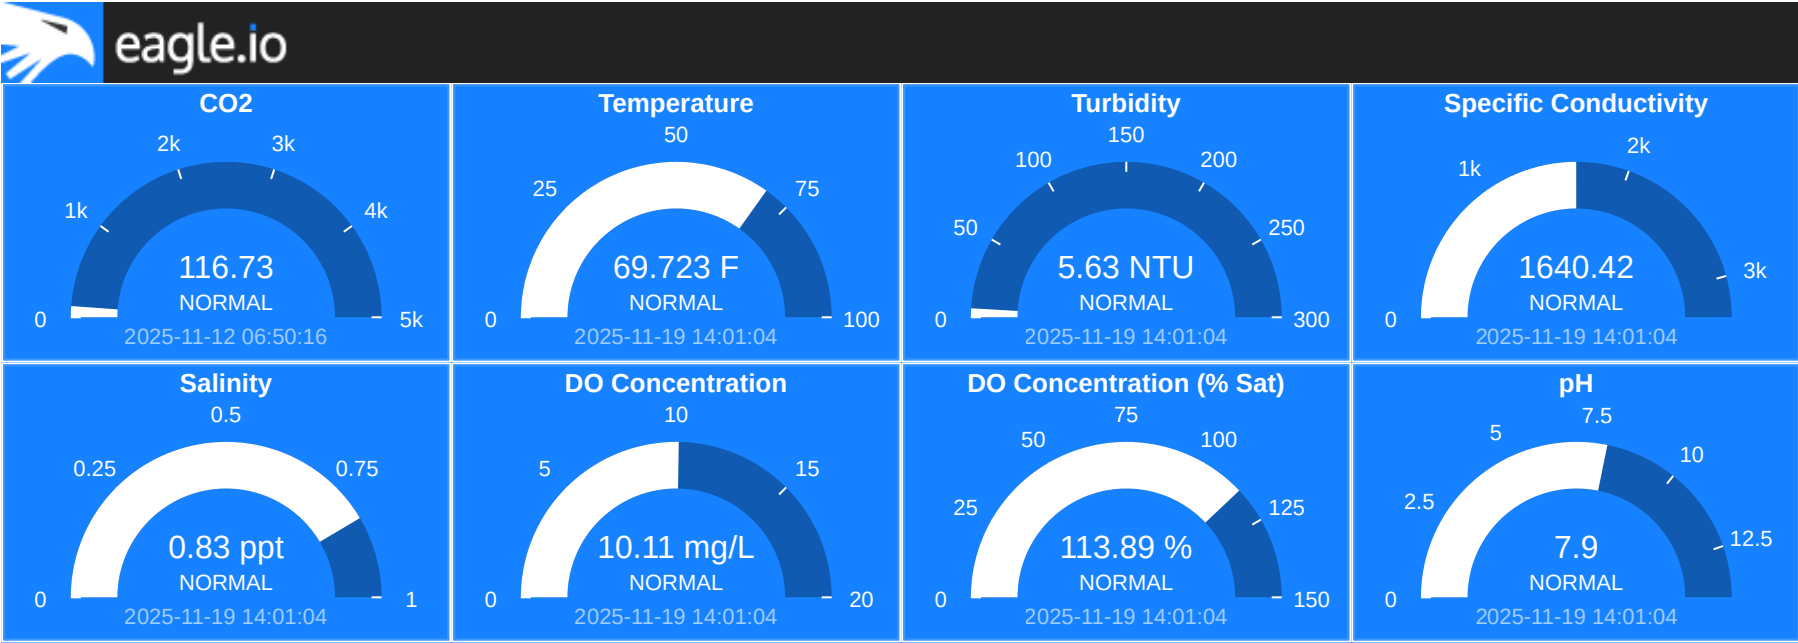 eagle.io
CO2
2k 3k
1k 4k
116.73
NORMAL
0 5k
2025-11-12 06:50:16
Temperature
50
25 75
69.723 F
NORMAL
0 100
2025-11-19 14:01:04
Turbidity
150
100 200
50 250
5.63 NTU
NORMAL
0 300
2025-11-19 14:01:04
Specific Conductivity
2k
1k
1640.42
3k
NORMAL
0
2025-11-19 14:01:04
Salinity
0.5
0.25 0.75
0.83 ppt
NORMAL
0 1
2025-11-19 14:01:04
DO Concentration
10
5 15
10.11 mg/L
NORMAL
0 20
2025-11-19 14:01:04
DO Concentration (% Sat)
75
50 100
25 125
113.89 %
NORMAL
0 150
2025-11-19 14:01:04
pH
7.5
5 10
2.5 12.5
7.9
NORMAL
0
2025-11-19 14:01:04